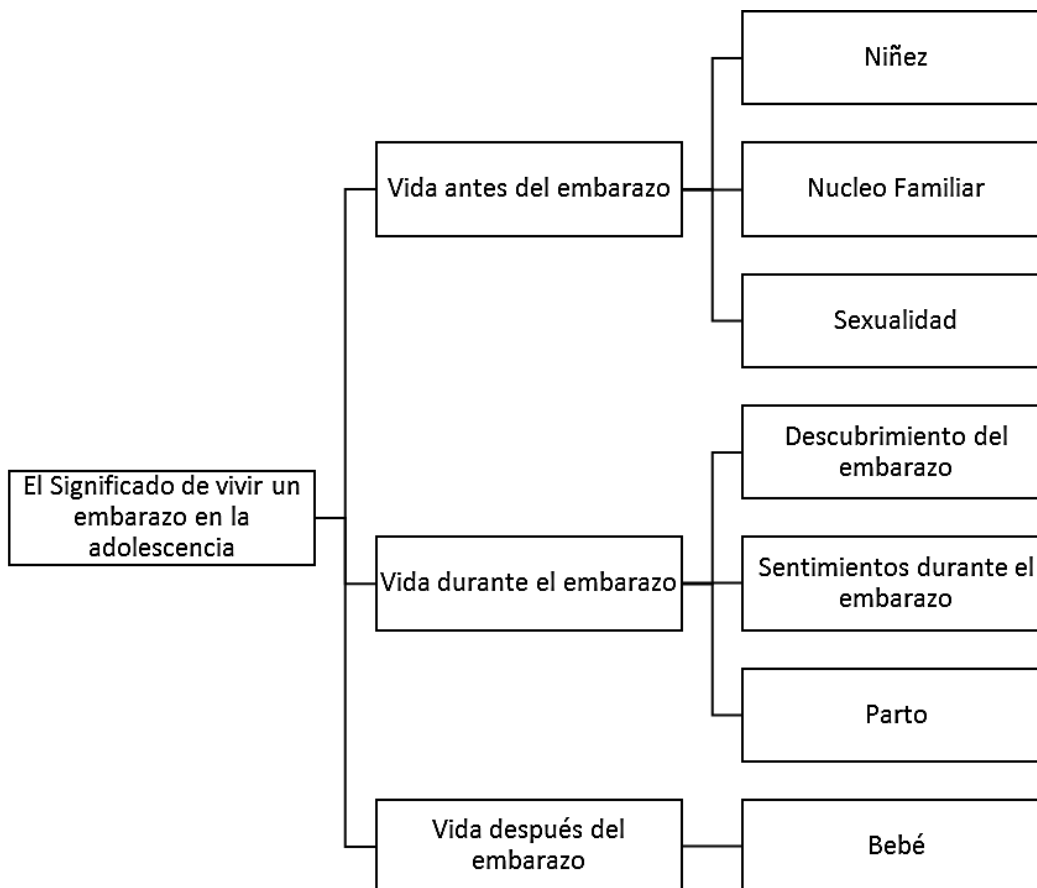 Niñez
Vida antes del embarazo
Nucleo Familiar
Sexualidad
Descubrimiento del
embarazo
El Significado de vivir un
embarazo en la
adolescencia
Vida durante el embarazo
Sentimientos durante el
embarazo
Parto
Vida después del
embarazo
Bebé